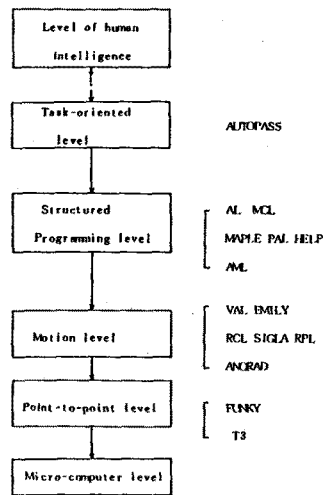 Level of human
intelligence
Task-oriented
level
AUTOPASS
Structured
Programming level
AL MCL
MAPLE PAL HELP
AML
Motion level
VAL EMILY
RCL SIGLA RPL
ANORAD
Point-to-point level
FUNKY
T3
Micro-computer level